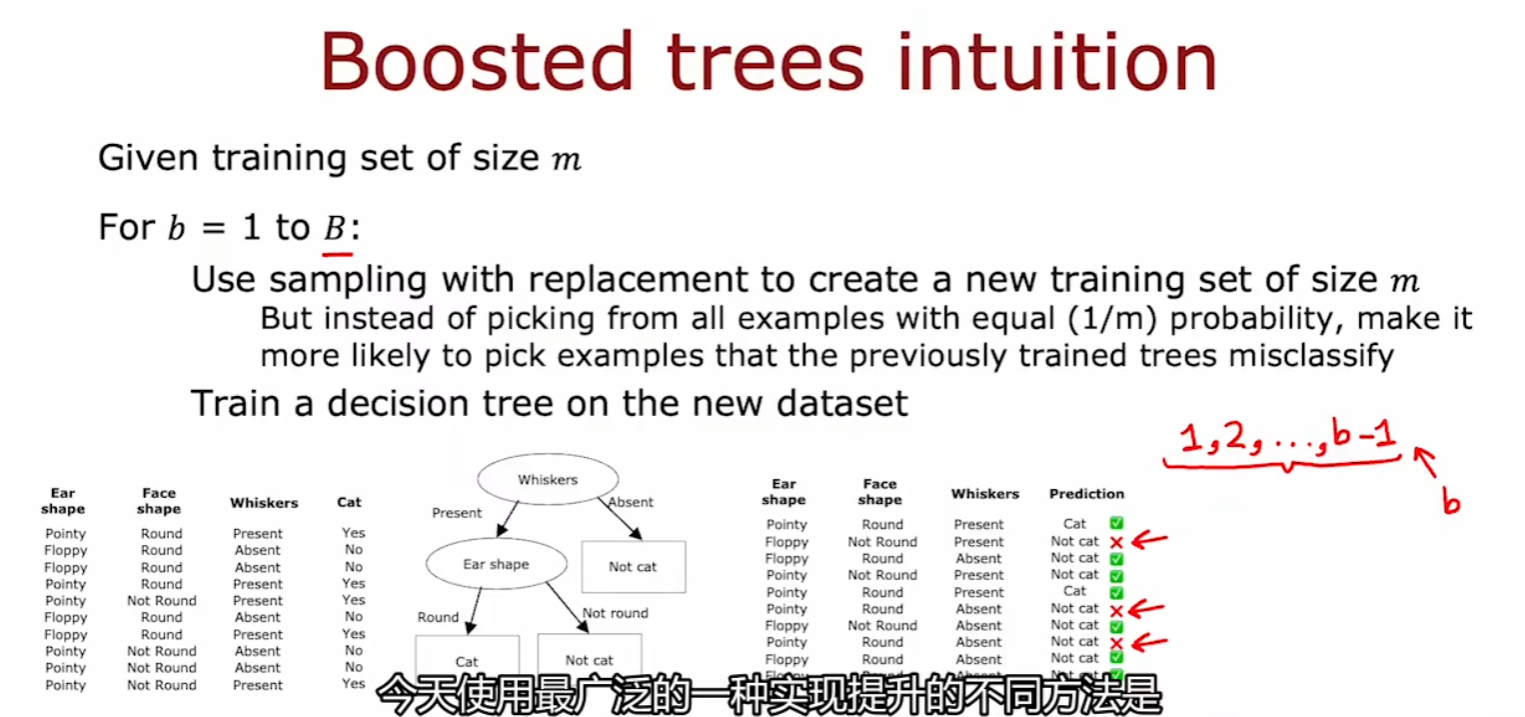 Boosted trees intuition
Given training set of size m
For b = 1 to B:
Use sampling with replacement to create a new training set of size m
But instead of picking from all examples with equal (1/m) probability, make it
more likely to pick examples that the previously trained trees misclassify
Train a decision tree on the new dataset
1,2, ..., b-1
b
Ear shape Face shape Whiskers Cat
Pointy Round Present Yes
Floppy Round Absent No
Floppy Round Absent No
Pointy Round Present Yes
Pointy Not Round Present Yes
Floppy Round Absent No
Floppy Round Present Yes
Pointy Not Round Absent No
Pointy Not Round Absent No
Pointy Not Round Present Yes
Whiskers
Present
Absent
Ear shape
Not cat
Round
Not round
Cat
Not cat
Ear shape Face shape Whiskers Prediction
Pointy Round Present Cat ✅
Floppy Not Round Present Not cat ❌
Floppy Round Absent Not cat ✅
Pointy Not Round Present Not cat ✅
Pointy Round Present Cat ✅
Pointy Round Absent Not cat ❌
Floppy Not Round Absent Not cat ✅
Pointy Round Absent Not cat ❌
Floppy Round Absent Not cat ✅
今天使用最广泛的一种实现提升的不同方法是